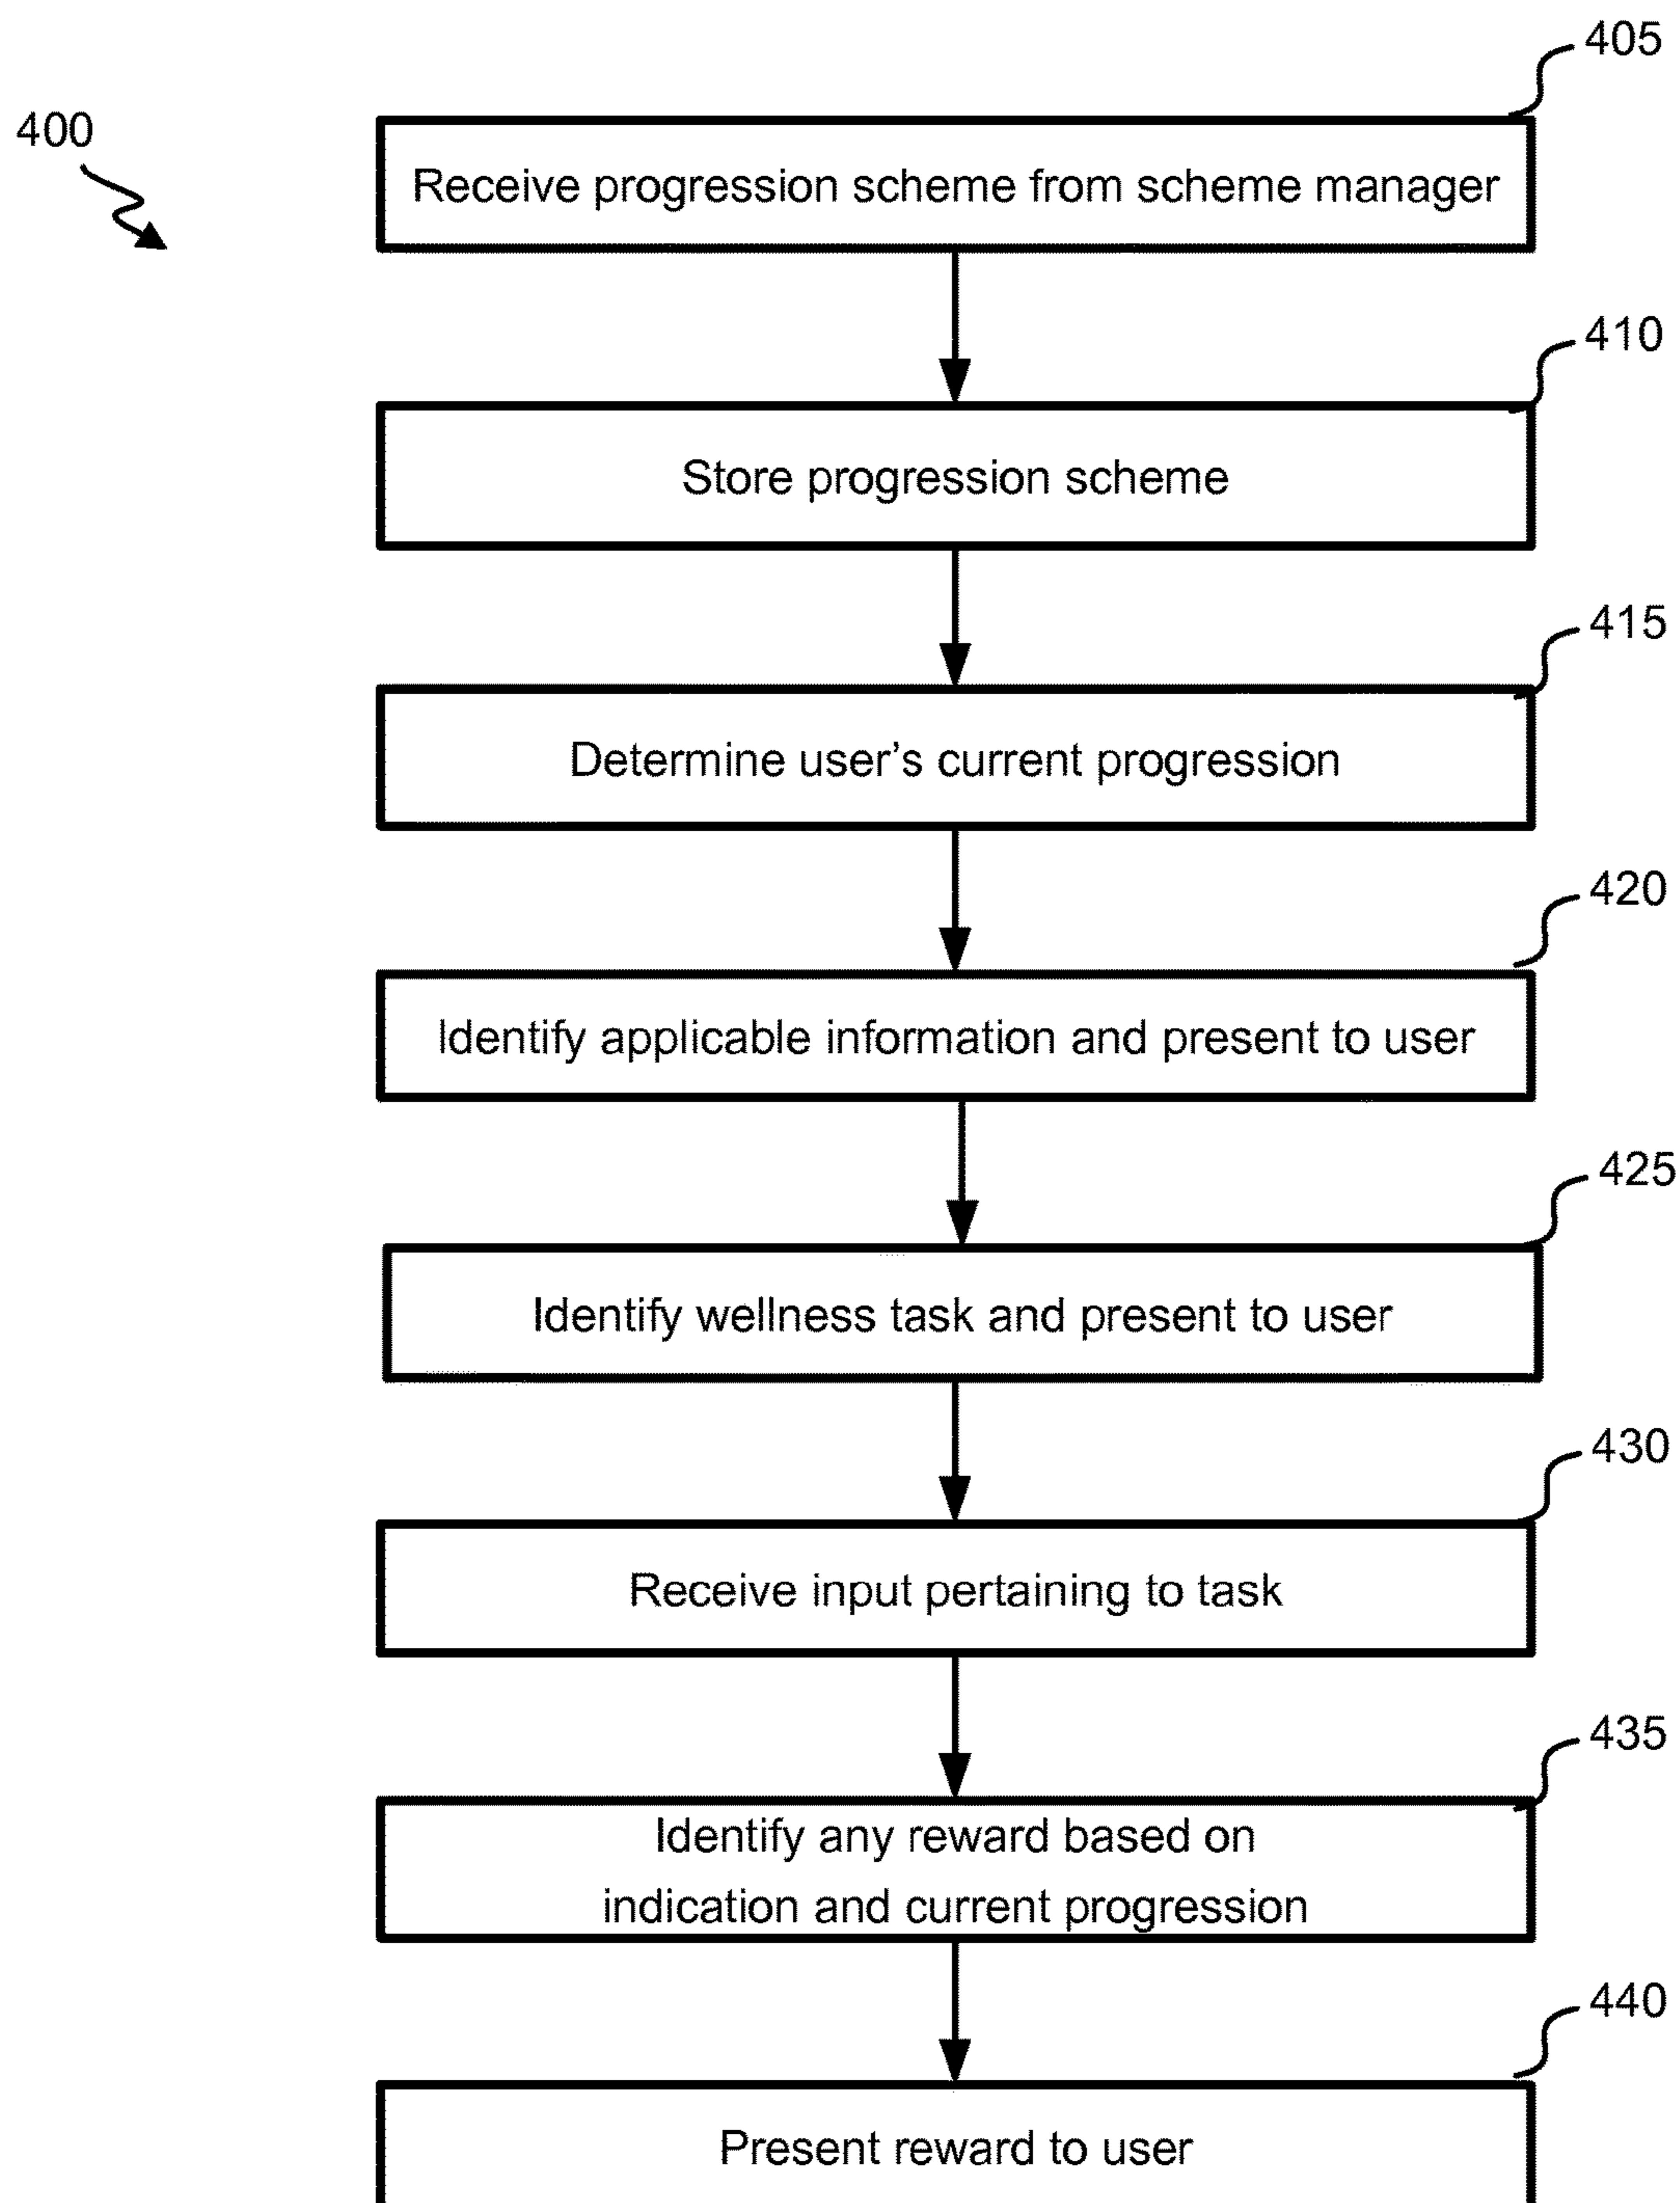 405
400
Receive progression scheme from scheme manager
410
Store progression scheme
415
Determine user’s current progression
420
Identify applicable information and present to user
425
Identify wellness task and present to user
430
Receive input pertaining to task
435
Identify any reward based on
indication and current progression
440
Present reward to user